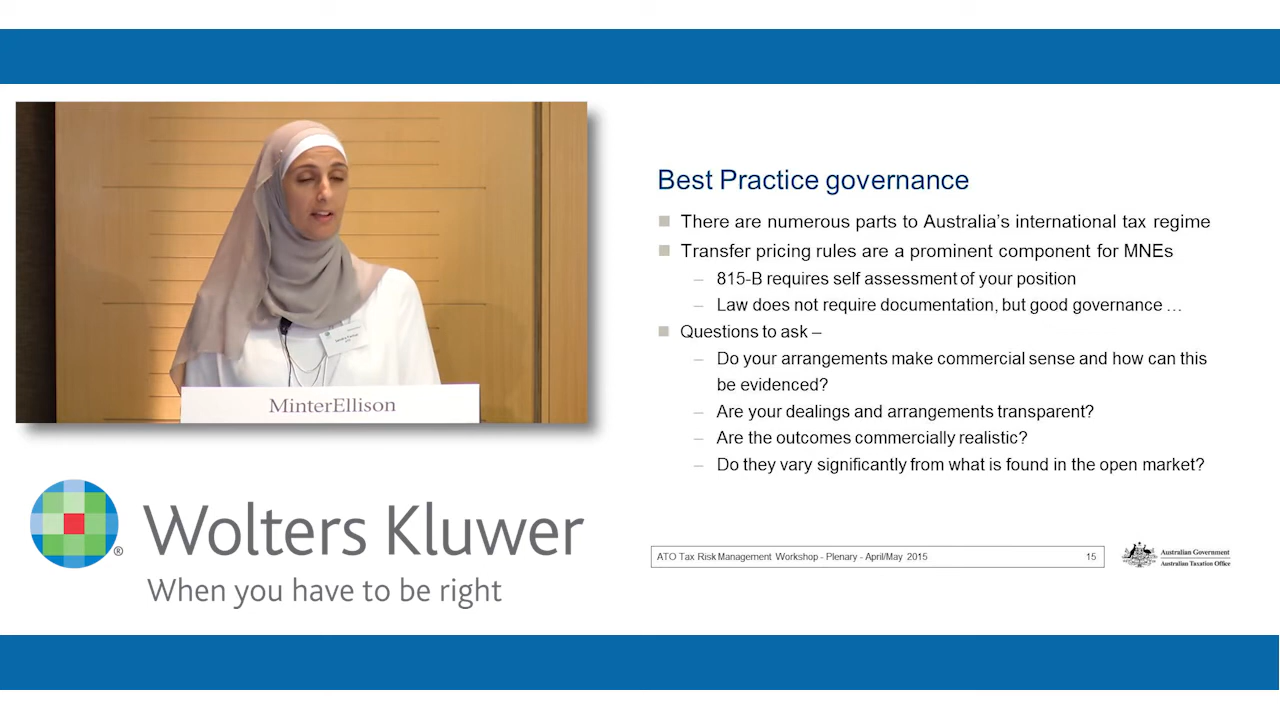 Best Practice governance
There are numerous parts to Australia's international tax regime
Transfer pricing rules are a prominent component for MNEs
– 815-B requires self assessment of your position
– Law does not require documentation, but good governance …
Questions to ask –
– Do your arrangements make commercial sense and how can this
be evidenced?
– Are your dealings and arrangements transparent?
– Are the outcomes commercially realistic?
– Do they vary significantly from what is found in the open market?
MinterEllison
Wolters Kluwer
®
When you have to be right
ATO Tax Risk Management Workshop - Plenary - April/May 2015 15
Australian Government
Australian Taxation Office